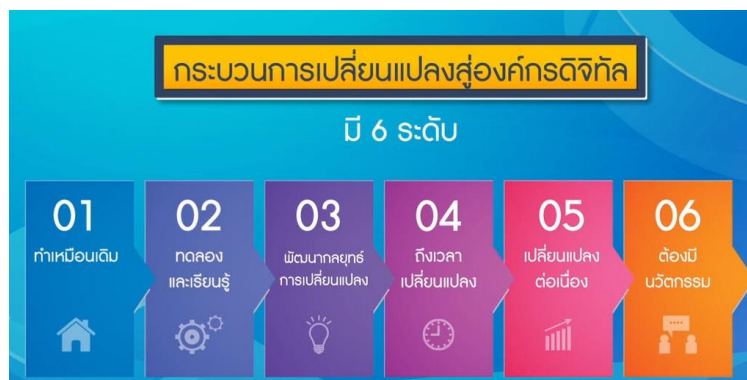 กระบวนการเปลี่ยนแปลงสู่องค์กรดิจิทัล
มี 6 ระดับ
01
ทำเหมือนเดิม
02
ทดลอง
และเรียนรู้
03
พัฒนากลยุทธ์
การเปลี่ยนแปลง
04
ถึงเวลา
เปลี่ยนแปลง
05
เปลี่ยนแปลง
ต่อเนื่อง
06
ต้องมี
นวัตกรรม